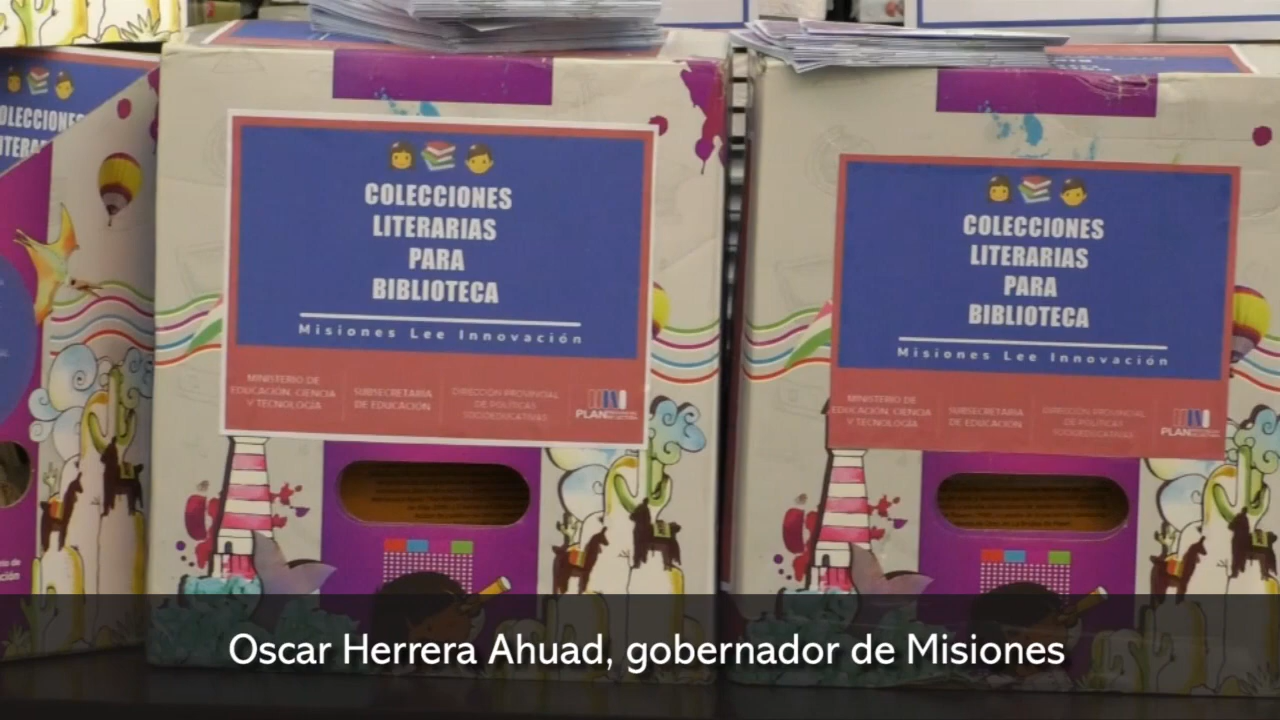 COLECCIONES
LITERARIAS
PARA
BIBLIOTECA
Misiones Lee Innovación
MINISTERIO DE
EDUCACIÓN, CIENCIA
Y TECNOLOGÍA
SUBSECRETARÍA
DE EDUCACION
DIRECCIÓN PROVINCIAL
DE POLÍTICAS
SOCIOEDUCATIVAS
PLAN
COLECCIONES
LITERARIAS
PARA
BIBLIOTECA
Misiones Lee Innovación
MINISTERIO DE
EDUCACIÓN, CIENCIA
Y TECNOLOGÍA
SUBSECRETARÍA
DE EDUCACION
DIRECCIÓN PROVINCIAL
DE POLÍTICAS
SOCIOEDUCATIVAS
PLAN
Oscar Herrera Ahuad, gobernador de Misiones